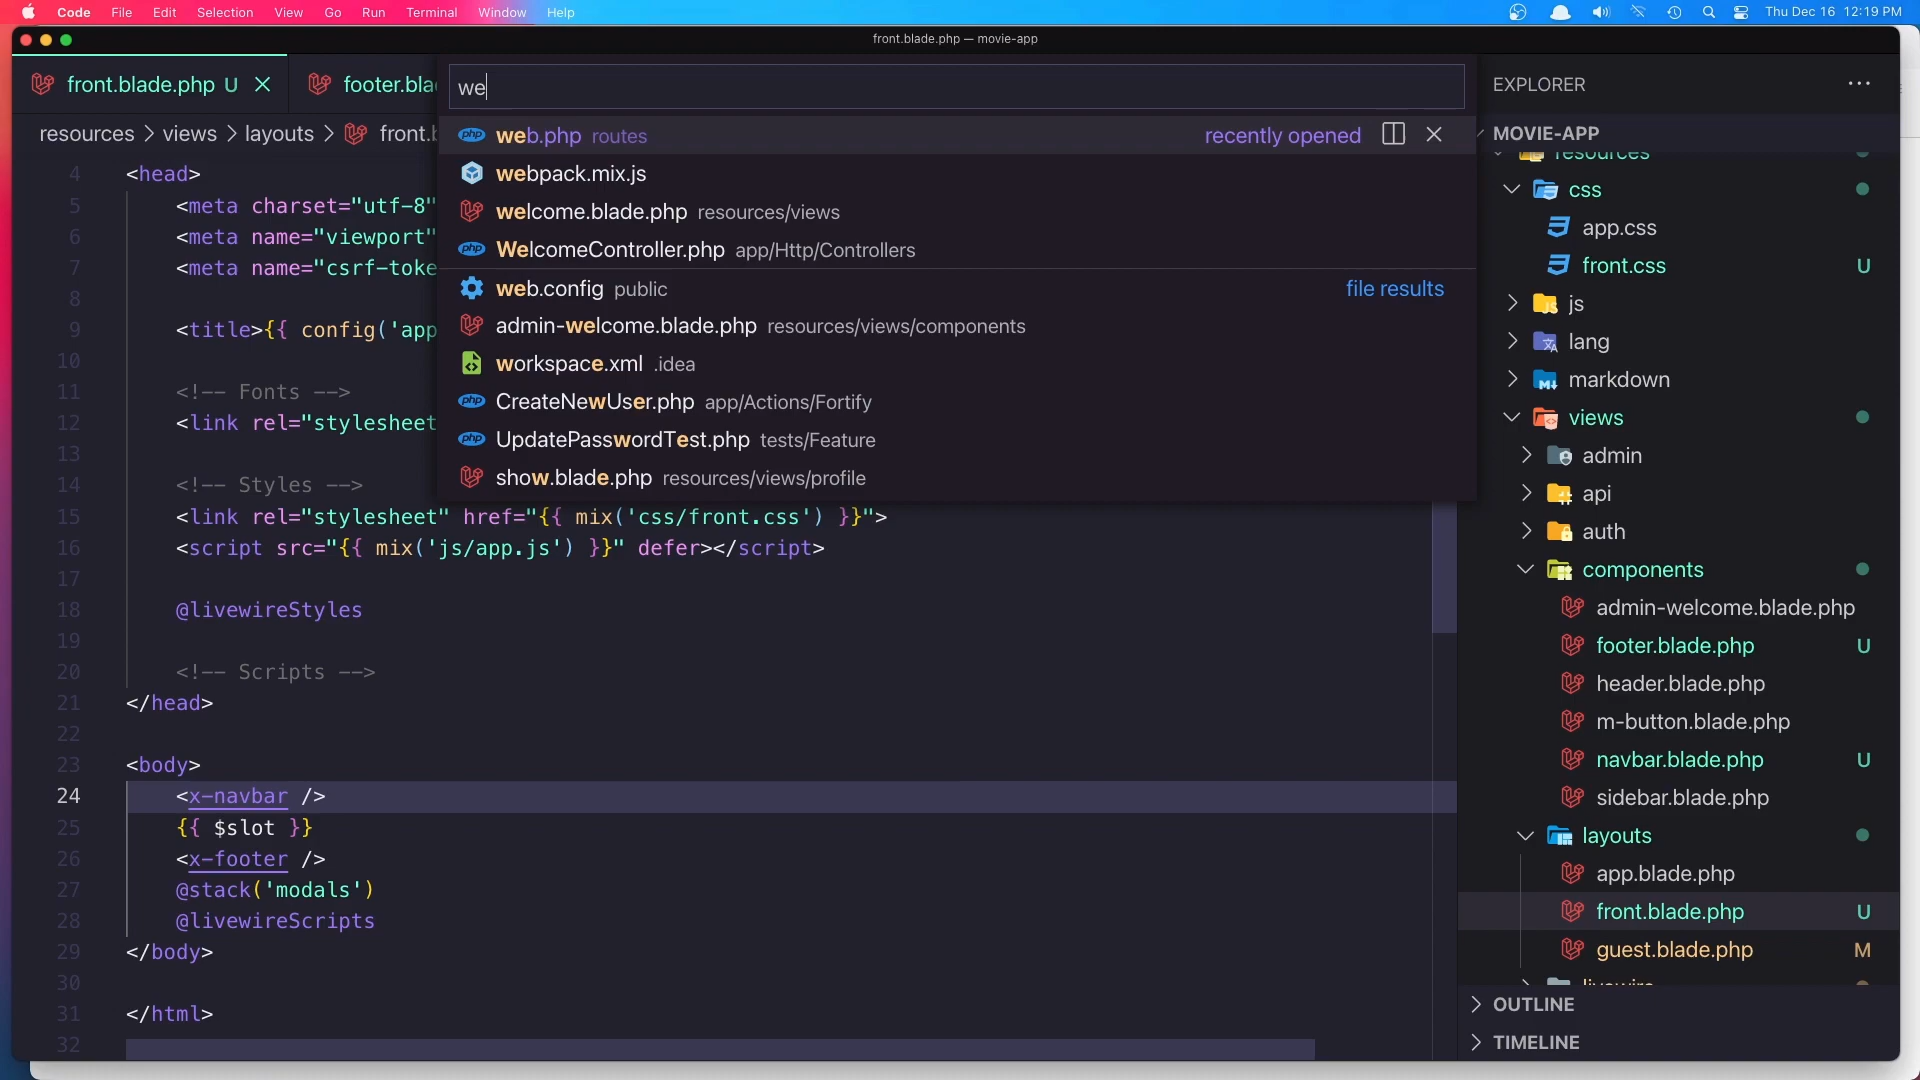 Code File Edit Selection View Go Run Terminal Window Help Thu Dec 16 12:19 PM
front.blade.php — movie-app
front.blade.php U
footer.bla
we
EXPLORER
resources > views > layouts > front.b
web.php routes recently opened
webpack.mix.js
welcome.blade.php resources/views
WelcomeController.php app/Http/Controllers
web.config public file results
admin-welcome.blade.php resources/views/components
workspace.xml .idea
CreateNewUser.php app/Actions/Fortify
UpdatePasswordTest.php tests/Feature
show.blade.php resources/views/profile
4 <head>
5 <meta charset="utf-8"
6 <meta name="viewport"
7 <meta name="csrf-toke
8
9 <title>{{ config('app
10
11 <!-- Fonts -->
12 <link rel="stylesheet
13
14 <!-- Styles -->
15 <link rel="stylesheet" href="{{ mix('css/front.css') }}">
16 <script src="{{ mix('js/app.js') }}" defer></script>
17
18 @livewireStyles
19
20 <!-- Scripts -->
21 </head>
22
23 <body>
24 <x-navbar />
25 {{ $slot }}
26 <x-footer />
27 @stack('modals')
28 @livewireScripts
29 </body>
30
31 </html>
32
MOVIE-APP
resources
css
app.css
front.css U
js
lang
markdown
views
admin
api
auth
components
admin-welcome.blade.php
footer.blade.php U
header.blade.php
m-button.blade.php
navbar.blade.php U
sidebar.blade.php
layouts
app.blade.php
front.blade.php U
guest.blade.php M
livewire
OUTLINE
TIMELINE